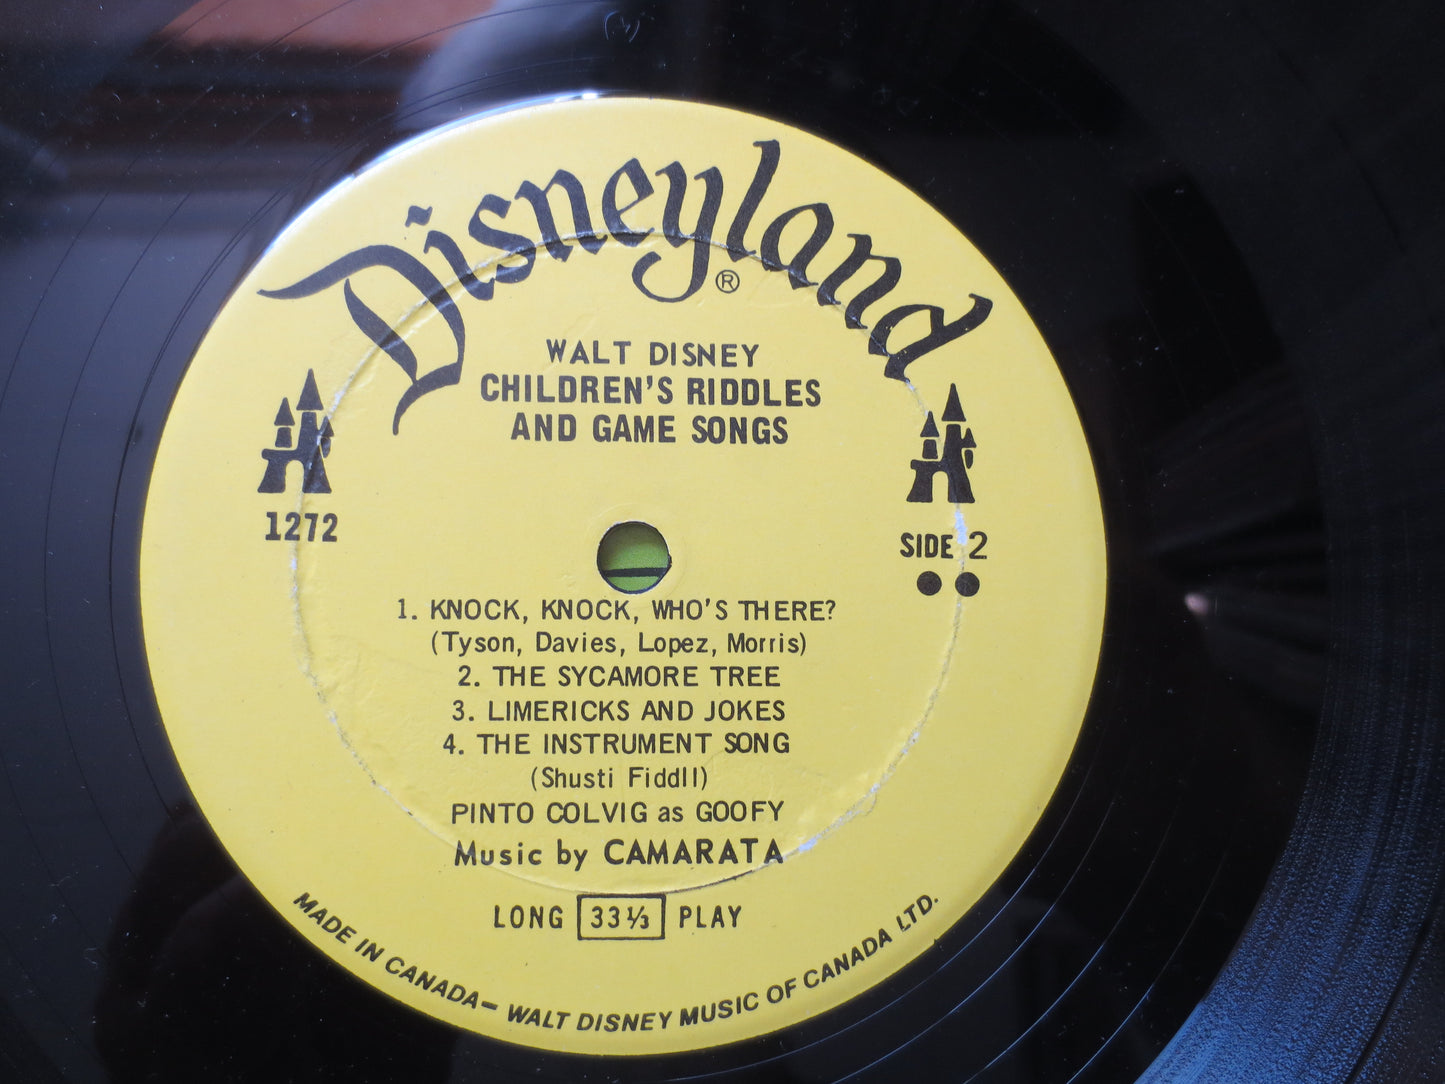 Disneyland ®
WALT DISNEY
CHILDREN'S RIDDLES
AND GAME SONGS
1272
SIDE 2
1. KNOCK, KNOCK, WHO'S THERE?
(Tyson, Davies, Lopez, Morris)
2. THE SYCAMORE TREE
3. LIMERICKS AND JOKES
4. THE INSTRUMENT SONG
(Shusti Fiddll)
PINTO COLVIG as GOOFY
Music by CAMARATA
LONG 33 1/3 PLAY
MADE IN CANADA — WALT DISNEY MUSIC OF CANADA LTD.